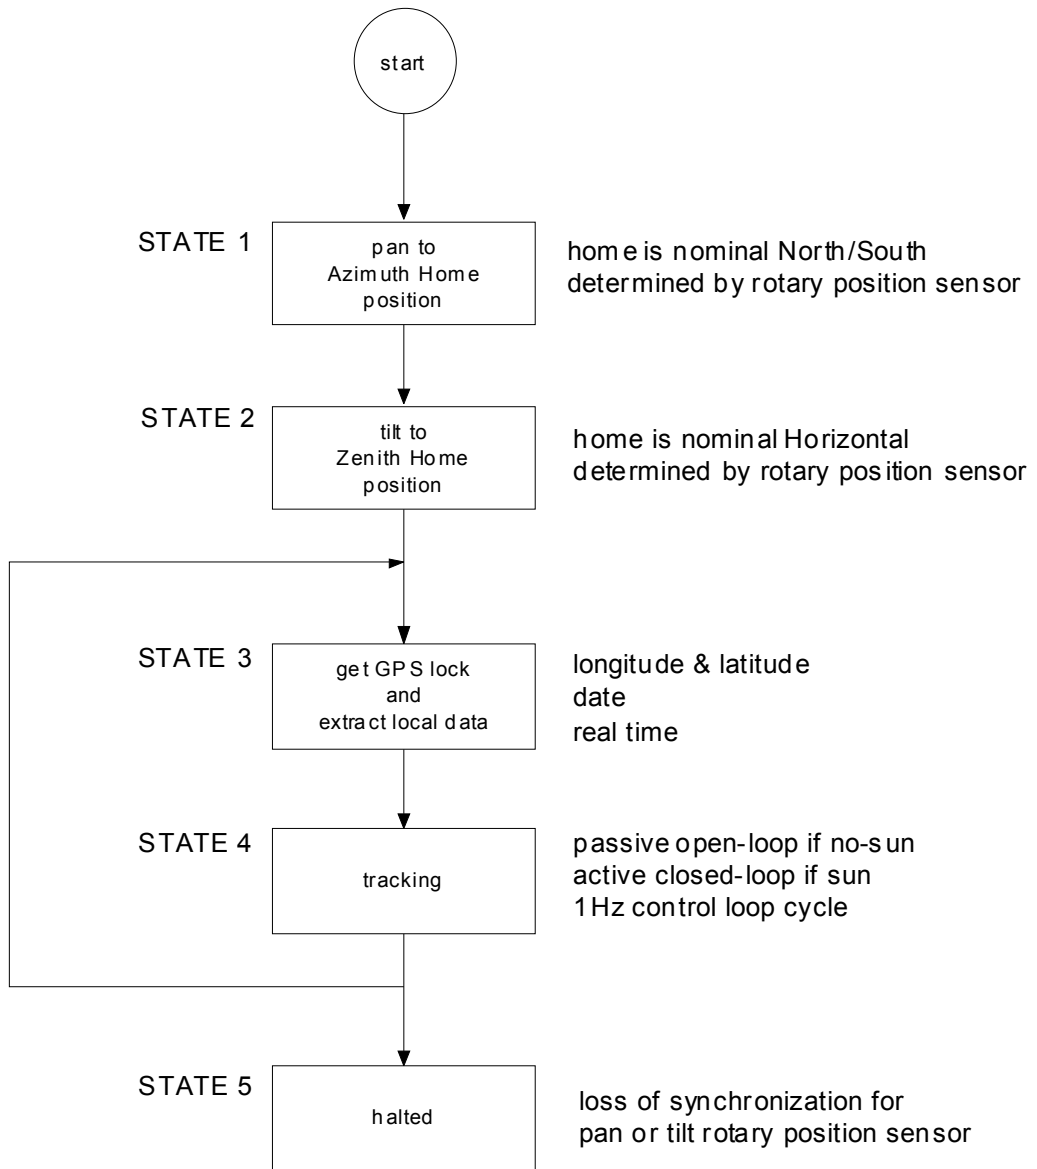 start
STATE 1
pan to
Azimuth Home
position
home is nominal North/South
determined by rotary position sensor
STATE 2
tilt to
Zenith Home
position
home is nominal Horizontal
determined by rotary position sensor
STATE 3
get GPS lock
and
extract local data
longitude & latitude
date
real time
STATE 4
tracking
passive open-loop if no-sun
active closed-loop if sun
1Hz control loop cycle
STATE 5
halted
loss of synchronization for
pan or tilt rotary position sensor